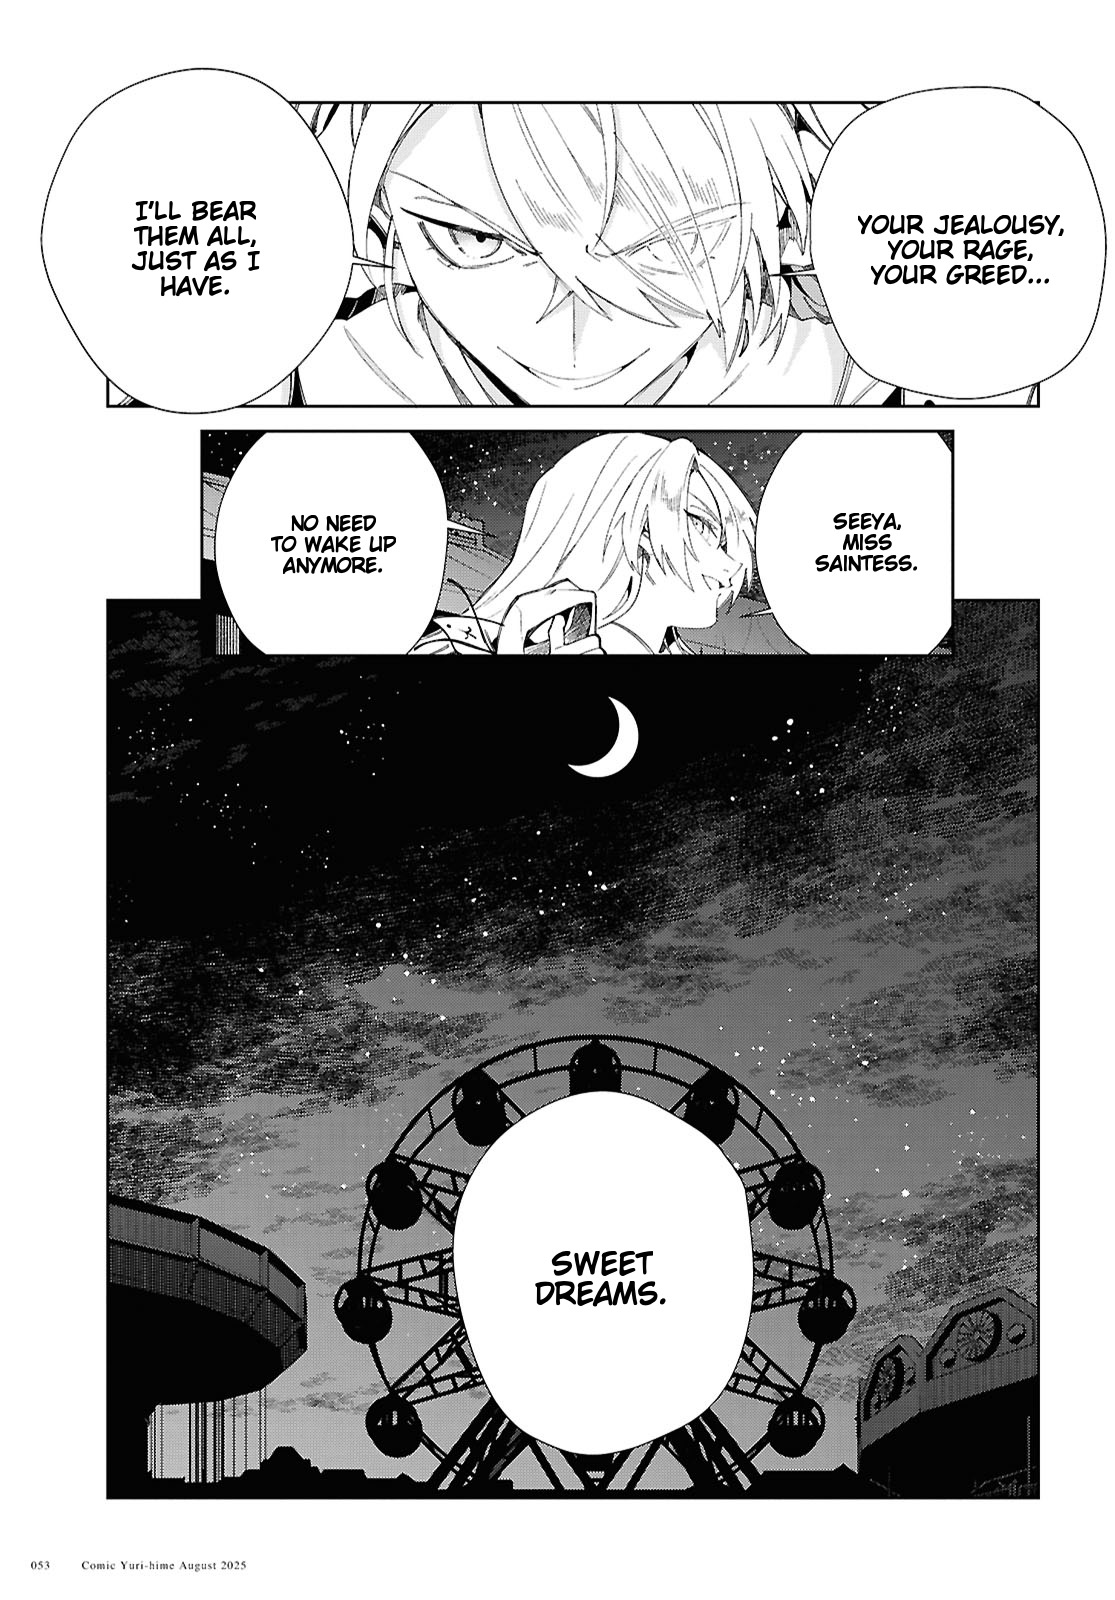 YOUR JEALOUSY,
YOUR RAGE,
YOUR GREED...
I'LL BEAR
THEM ALL,
JUST AS I
HAVE.
SEEYA,
MISS
SAINTESS.
NO NEED
TO WAKE UP
ANYMORE.
SWEET
DREAMS.
053 Comic Yuri-hime August 2025